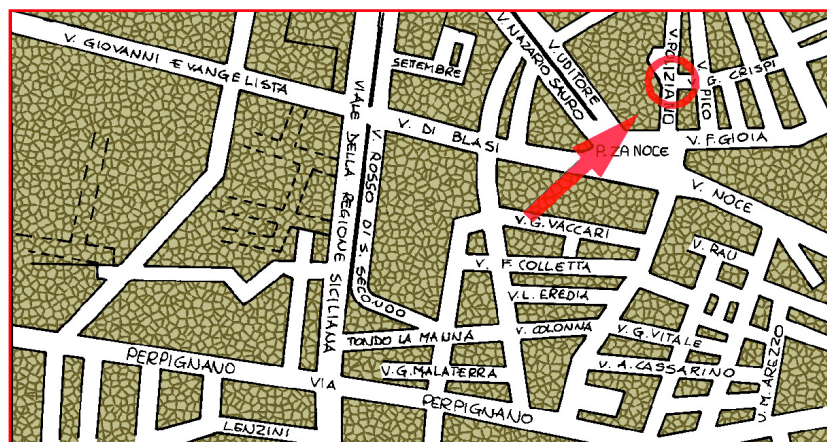 V. GIOVANNI EVANGELISTA
SETEMBRE
VIALE DELLA REGIONE SICILIANA
V. ROSSO DI S. SECONDO
V. DI BLASI
V. NAZARIO SAURO
V. UDITORE
V. POLIZIANO
V. PICO
V. G. CRISPI
P.ZA NOCE
V. F. GIOIA
V. NOCE
V. G. VACCARI
V. RAU
V. F. COLLETTA
V. L. EREDIA
TONDO LA MANNA
V. COLONNA
V. G. VITALE
V. G. MALATERRA
V. A. CASSARINO
V. M. AREZZO
PERPIGNANO
VIA
PERPIGNANO
LENZINI